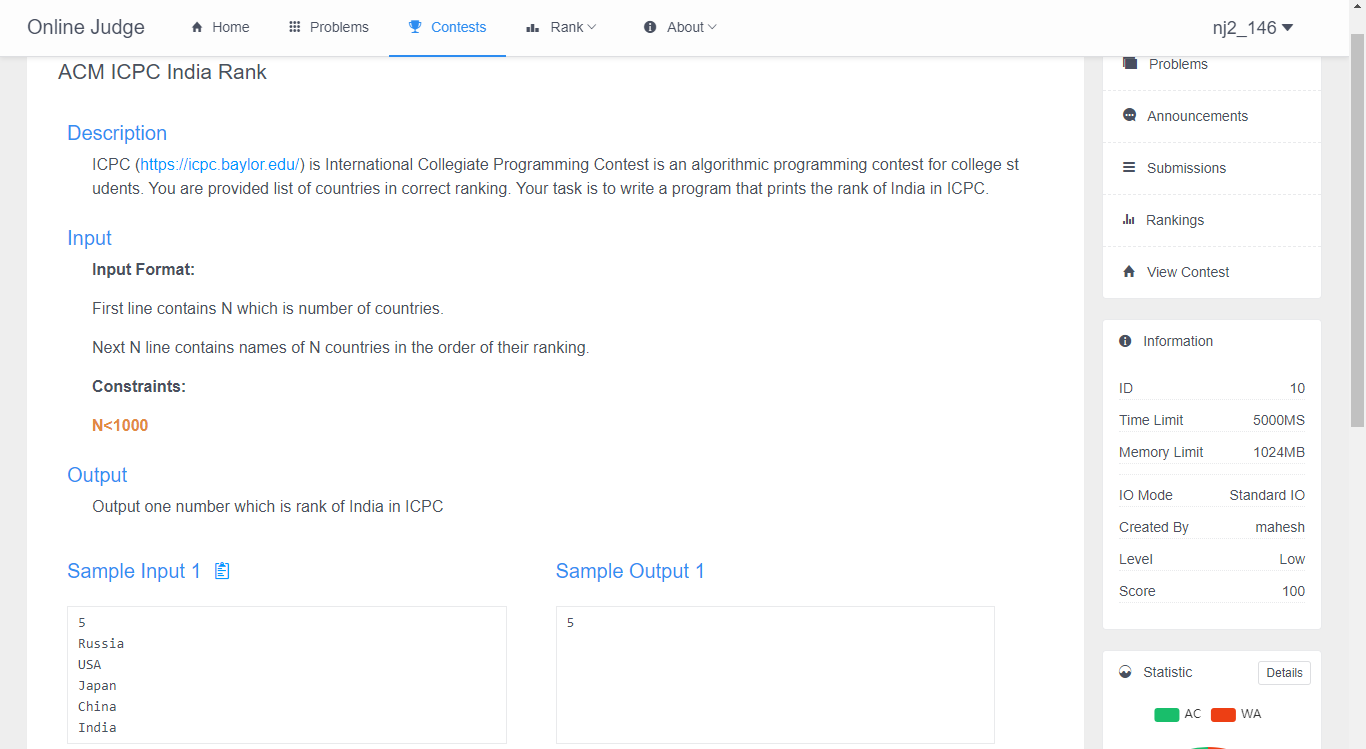 Online Judge
Home
Problems
Contests
Rank
About
nj2_146
ACM ICPC India Rank
Description
ICPC (https://icpc.baylor.edu/) is International Collegiate Programming Contest is an algorithmic programming contest for college st
udents. You are provided list of countries in correct ranking. Your task is to write a program that prints the rank of India in ICPC.
Input
Input Format:
First line contains N which is number of countries.
Next N line contains names of N countries in the order of their ranking.
Constraints:
N<1000
Output
Output one number which is rank of India in ICPC
Sample Input 1
5
Russia
USA
Japan
China
India
Sample Output 1
5
Problems
Announcements
Submissions
Rankings
View Contest
Information
ID 10
Time Limit 5000MS
Memory Limit 1024MB
IO Mode Standard IO
Created By mahesh
Level Low
Score 100
Statistic
Details
AC WA